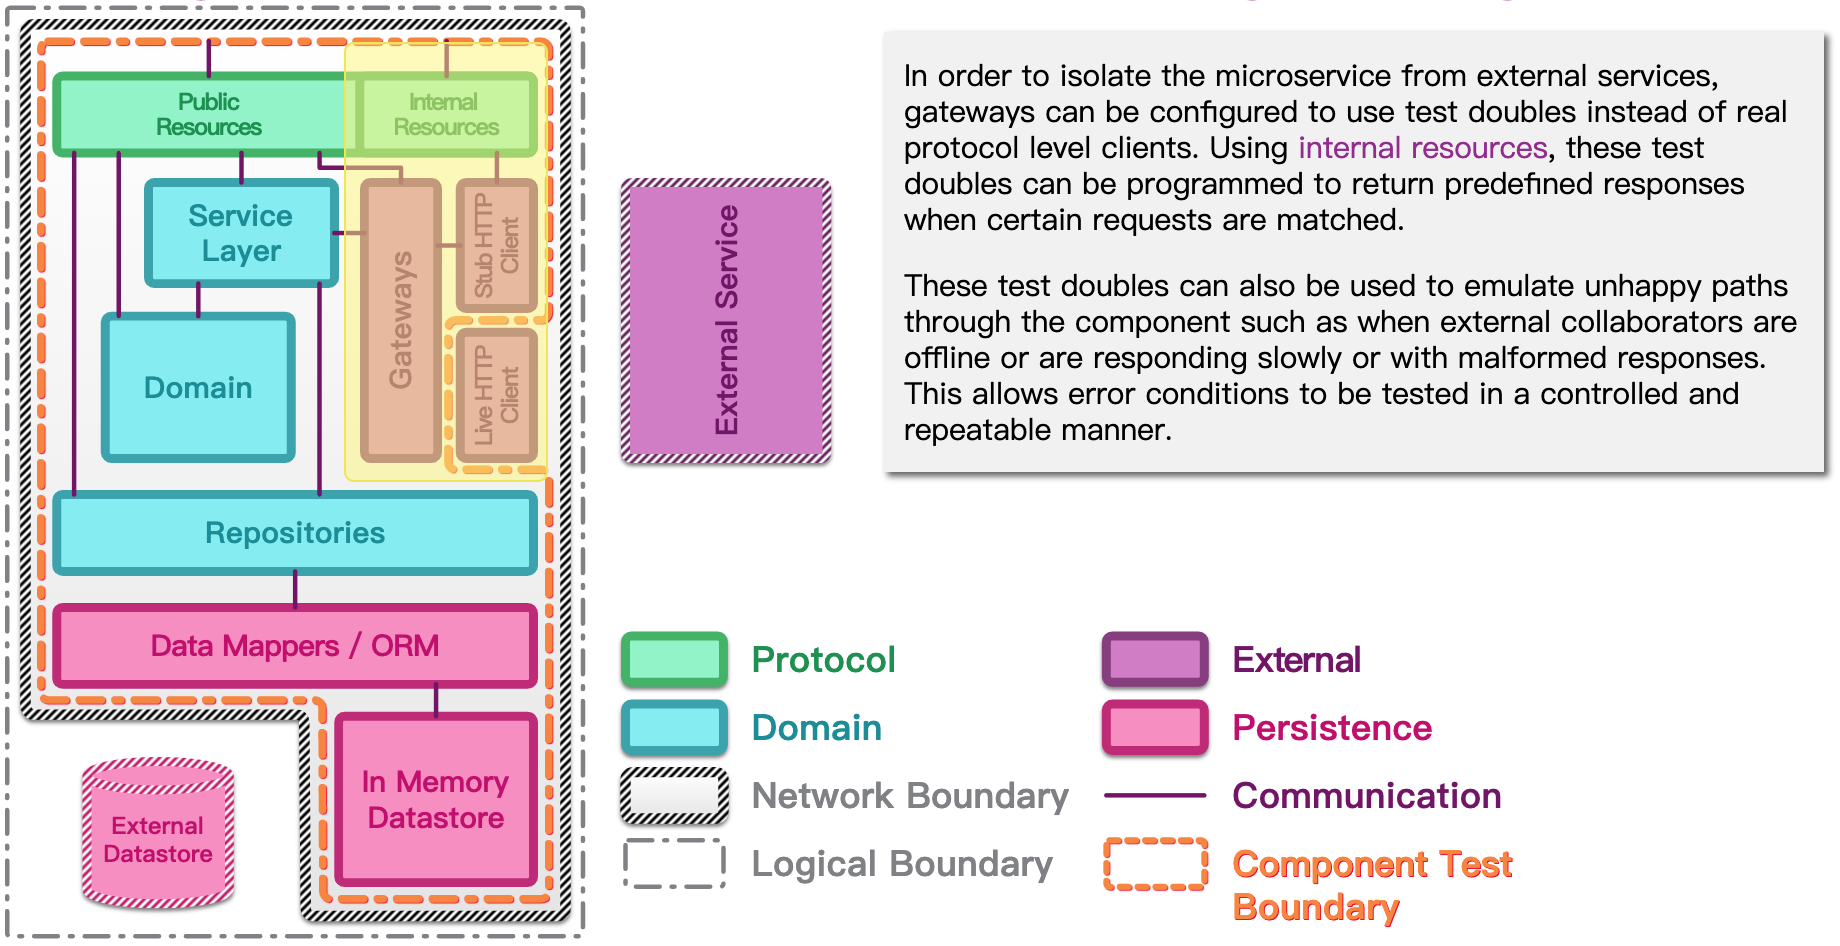 Public
Resources
Internal
Resources
Service
Layer
Gateways
Stub HTTP
Client
Live HTTP
Client
Domain
Repositories
Data Mappers / ORM
In Memory
Datastore
External
Datastore
External Service
In order to isolate the microservice from external services,
gateways can be configured to use test doubles instead of real
protocol level clients. Using internal resources, these test
doubles can be programmed to return predefined responses
when certain requests are matched.
These test doubles can also be used to emulate unhappy paths
through the component such as when external collaborators are
offline or are responding slowly or with malformed responses.
This allows error conditions to be tested in a controlled and
repeatable manner.
Protocol
Domain
Network Boundary
Logical Boundary
External
Persistence
Communication
Component Test
Boundary